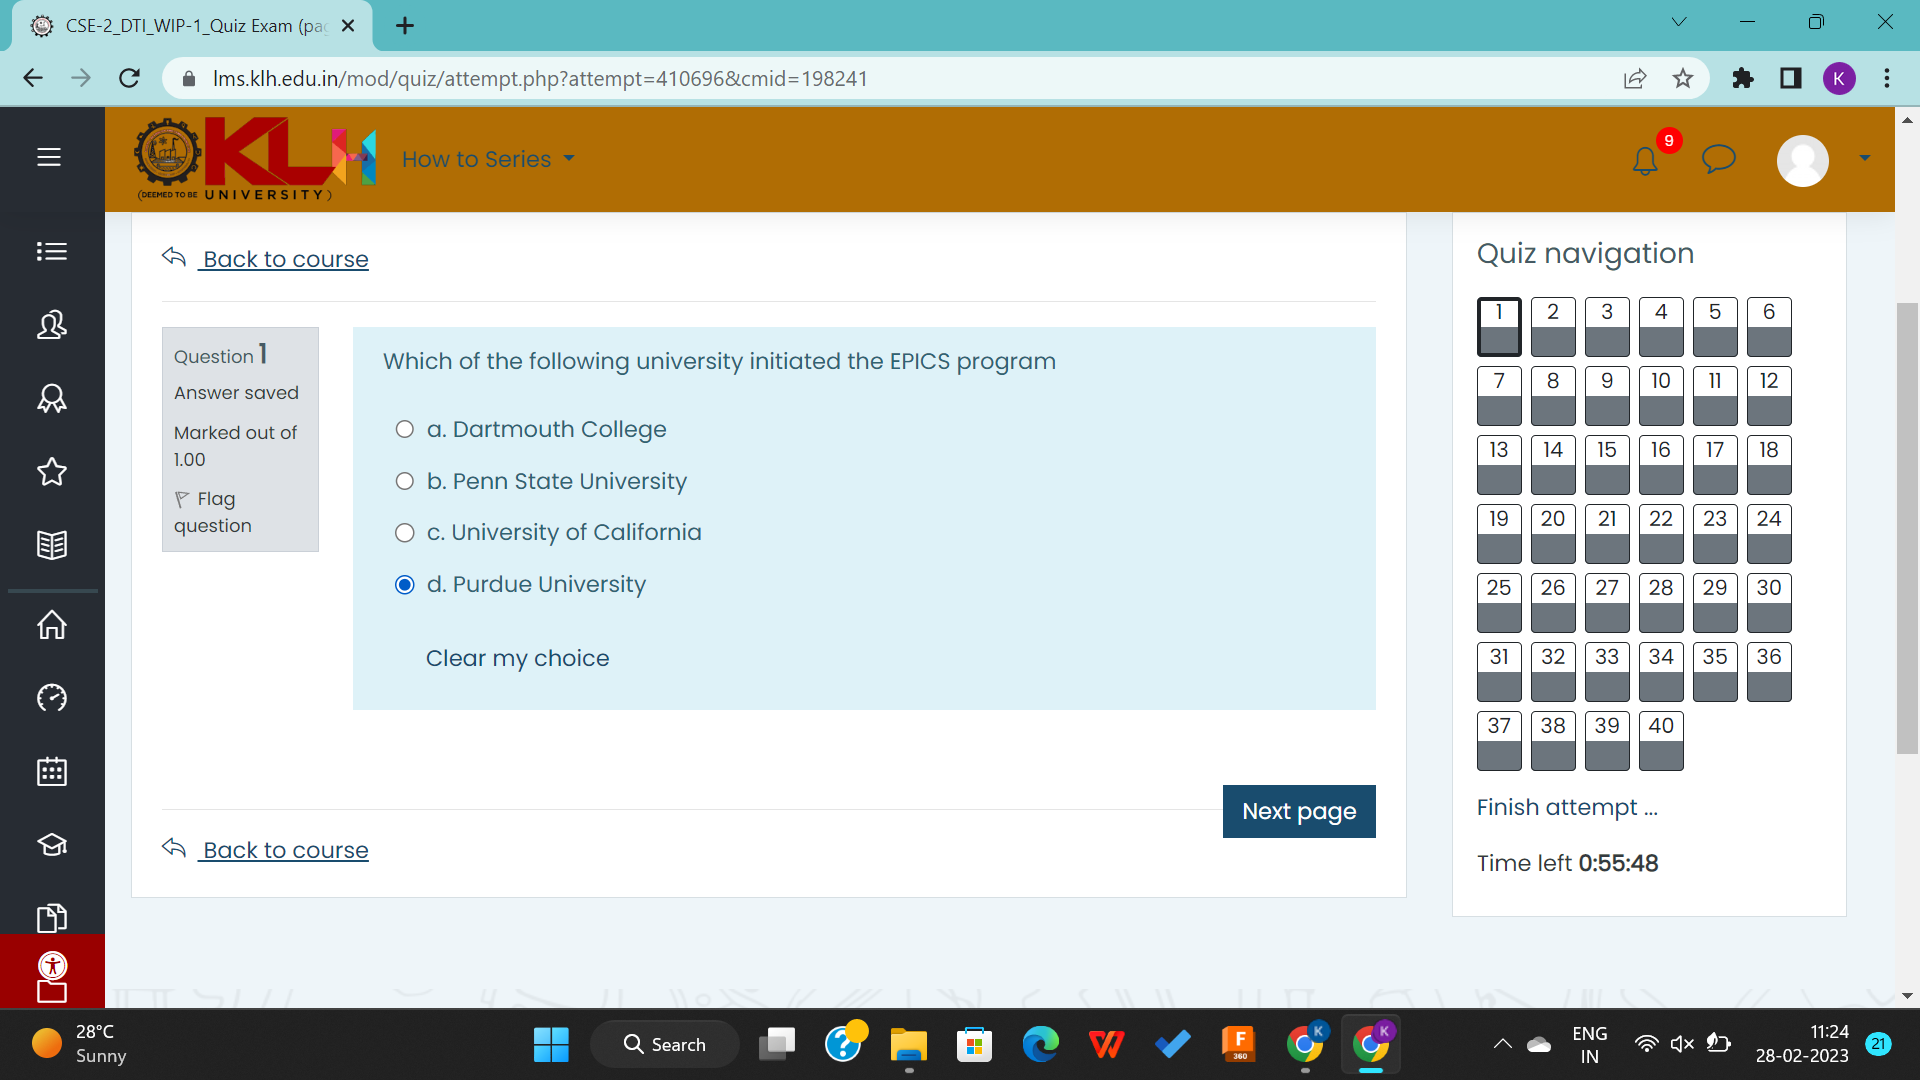 CSE-2_DTI_WIP-1_Quiz Exam (pa
lms.klh.edu.in/mod/quiz/attempt.php?attempt=410696&cmid=198241
K
KLH
(DEEMED TO BE UNIVERSITY)
How to Series
9
Back to course
Question 1
Answer saved
Marked out of
1.00
Flag
question
Which of the following university initiated the EPICS program
a. Dartmouth College
b. Penn State University
c. University of California
d. Purdue University
Clear my choice
Next page
Back to course
Quiz navigation
1 2 3 4 5 6
7 8 9 10 11 12
13 14 15 16 17 18
19 20 21 22 23 24
25 26 27 28 29 30
31 32 33 34 35 36
37 38 39 40
Finish attempt ...
Time left 0:55:48
28°C
Sunny
Search
F
360
K
K
ENG
IN
11:24
28-02-2023
21